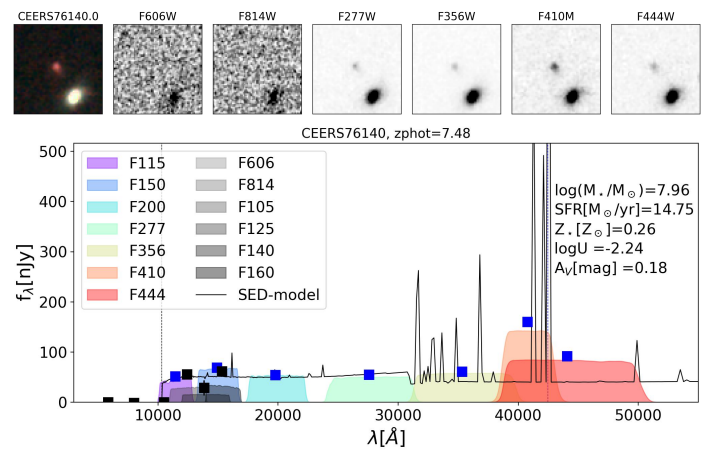 CEERS76140.0 F606W F814W F277W F356W F410M F444W
CEERS76140, zphot=7.48
500
400
300
200
100
0
f_λ[nJy]
F115 F606
F150 F814
F200 F105
F277 F125
F356 F140
F410 F160
F444 SED-model
log(M⋆/M⊙)=7.96
SFR[M⊙/yr]=14.75
Z⋆[Z⊙]=0.26
logU =-2.24
A_V[mag] =0.18
10000 20000 30000 40000 50000
λ[Å]